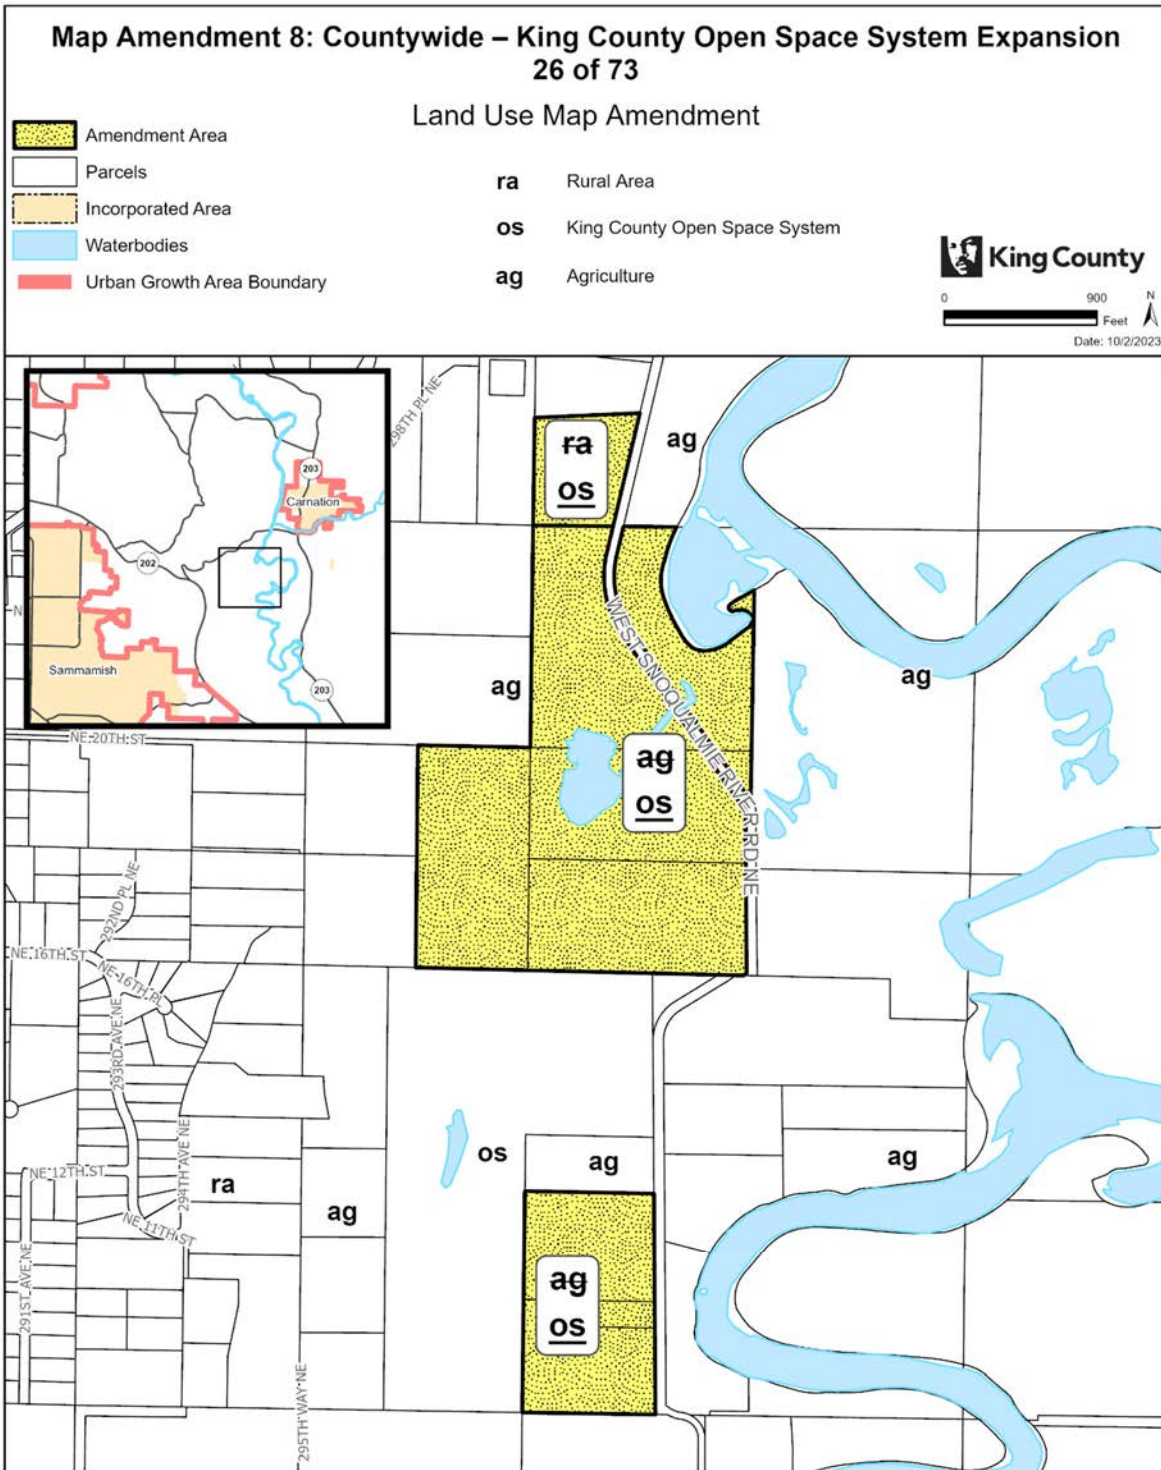 Map Amendment 8: Countywide – King County Open Space System Expansion
26 of 73
Land Use Map Amendment
Amendment Area
Parcels
Incorporated Area
Waterbodies
Urban Growth Area Boundary
ra Rural Area
os King County Open Space System
ag Agriculture
King County
0 900
Feet
N
Date: 10/2/2023
203
Carnation
202
Sammamish
203
N
298TH PL NE
ra
os
ag
WEST SNOQUALMIE RIVER RD NE
ag
ag
NE 20TH ST
ag
os
292ND PL NE
NE 16TH ST
NE 16TH PL
293RD AVE NE
os
ag
ag
NE 12TH ST
294TH AVE NE
ra
ag
NE 11TH ST
291ST AVE NE
ag
os
295TH WAY NE